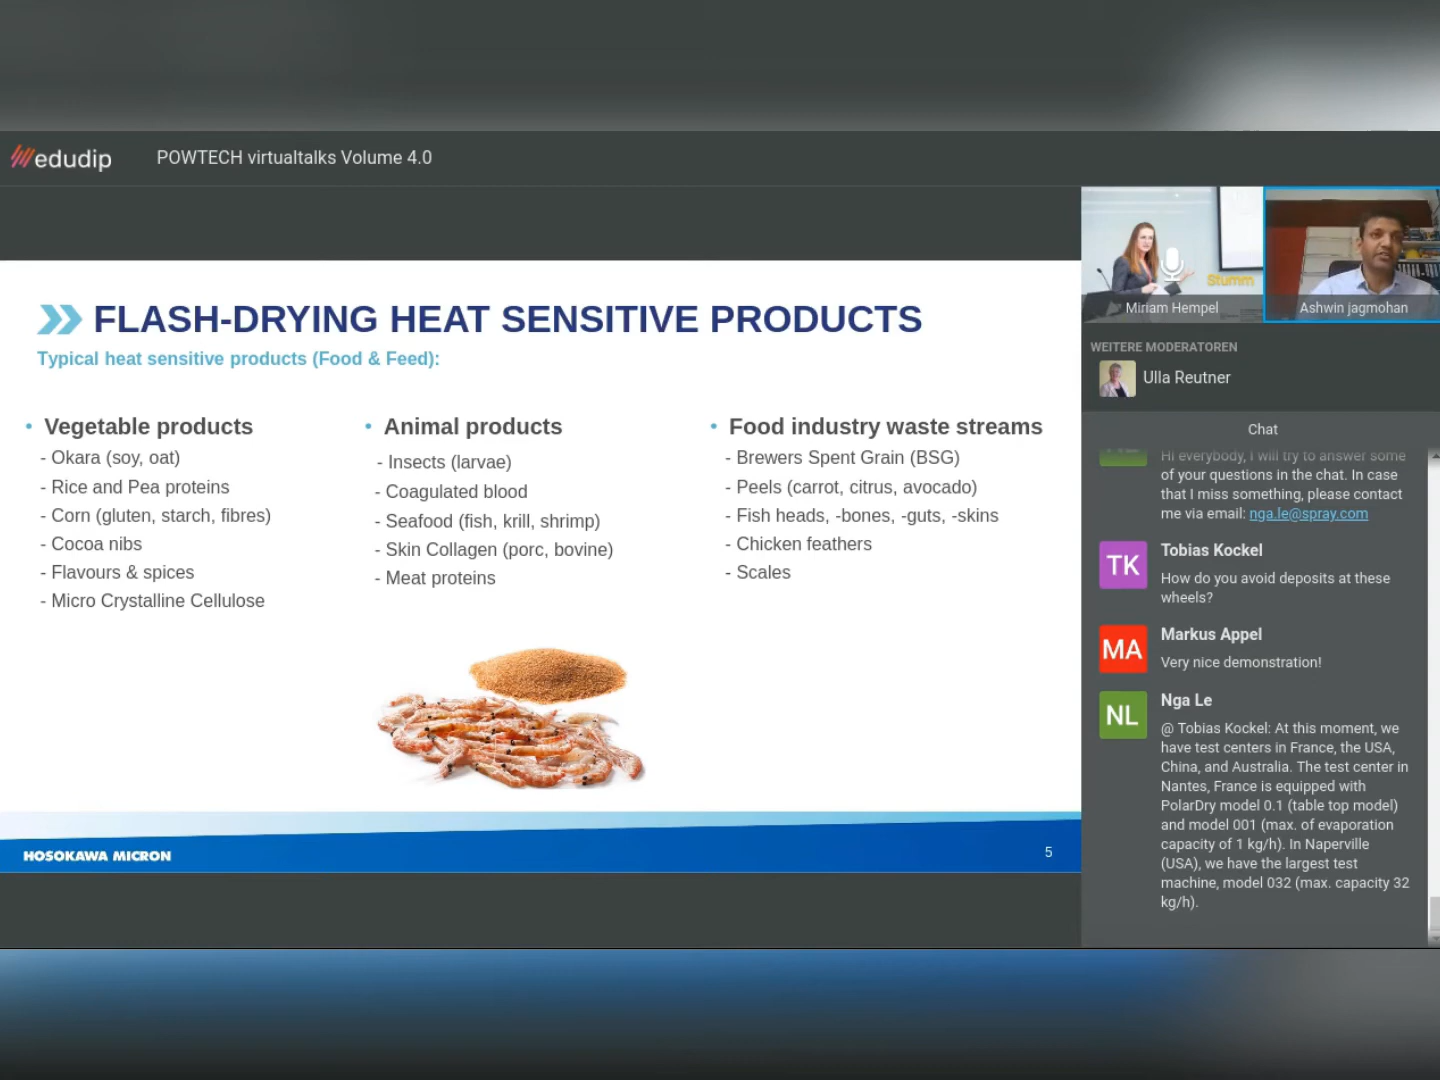 edudip
POWTECH virtualtalks Volume 4.0
FLASH-DRYING HEAT SENSITIVE PRODUCTS
Typical heat sensitive products (Food & Feed):
• Vegetable products
- Okara (soy, oat)
- Rice and Pea proteins
- Corn (gluten, starch, fibres)
- Cocoa nibs
- Flavours & spices
- Micro Crystalline Cellulose
• Animal products
- Insects (larvae)
- Coagulated blood
- Seafood (fish, krill, shrimp)
- Skin Collagen (porc, bovine)
- Meat proteins
• Food industry waste streams
- Brewers Spent Grain (BSG)
- Peels (carrot, citrus, avocado)
- Fish heads, -bones, -guts, -skins
- Chicken feathers
- Scales
HOSOKAWA MICRON
5
Stumm
Miriam Hempel
Ashwin jagmohan
WEITERE MODERATOREN
Ulla Reutner
Chat
Hi everybody, I will try to answer some
of your questions in the chat. In case
that I miss something, please contact
me via email: nga.le@spray.com
TK
Tobias Kockel
How do you avoid deposits at these
wheels?
MA
Markus Appel
Very nice demonstration!
NL
Nga Le
@ Tobias Kockel: At this moment, we
have test centers in France, the USA,
China, and Australia. The test center in
Nantes, France is equipped with
PolarDry model 0.1 (table top model)
and model 001 (max. of evaporation
capacity of 1 kg/h). In Naperville
(USA), we have the largest test
machine, model 032 (max. capacity 32
kg/h).